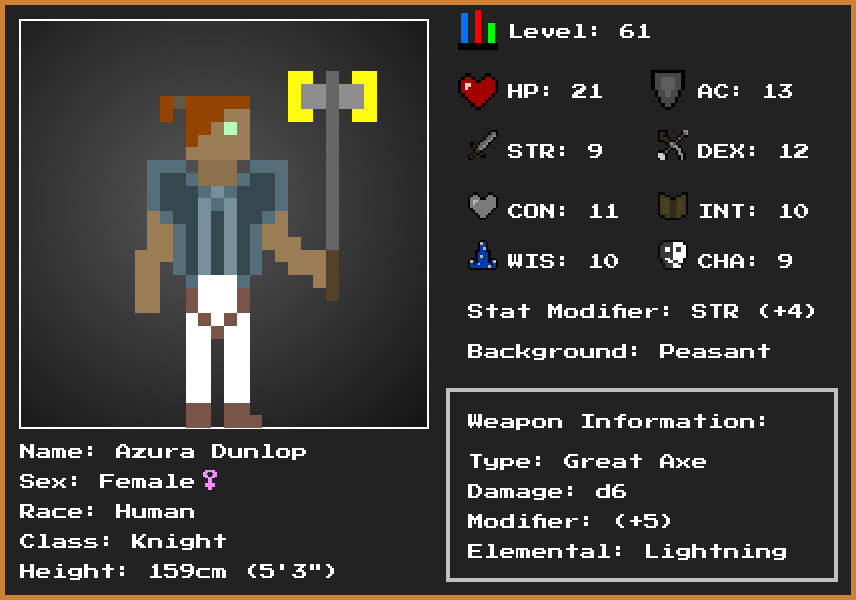 Level: 61
HP: 21 AC: 13
STR: 9 DEX: 12
CON: 11 INT: 10
WIS: 10 CHA: 9
Stat Modifier: STR (+4)
Background: Peasant
Weapon Information:
Type: Great Axe
Damage: d6
Modifier: (+5)
Elemental: Lightning
Name: Azura Dunlop
Sex: Female♀
Race: Human
Class: Knight
Height: 159cm (5'3")